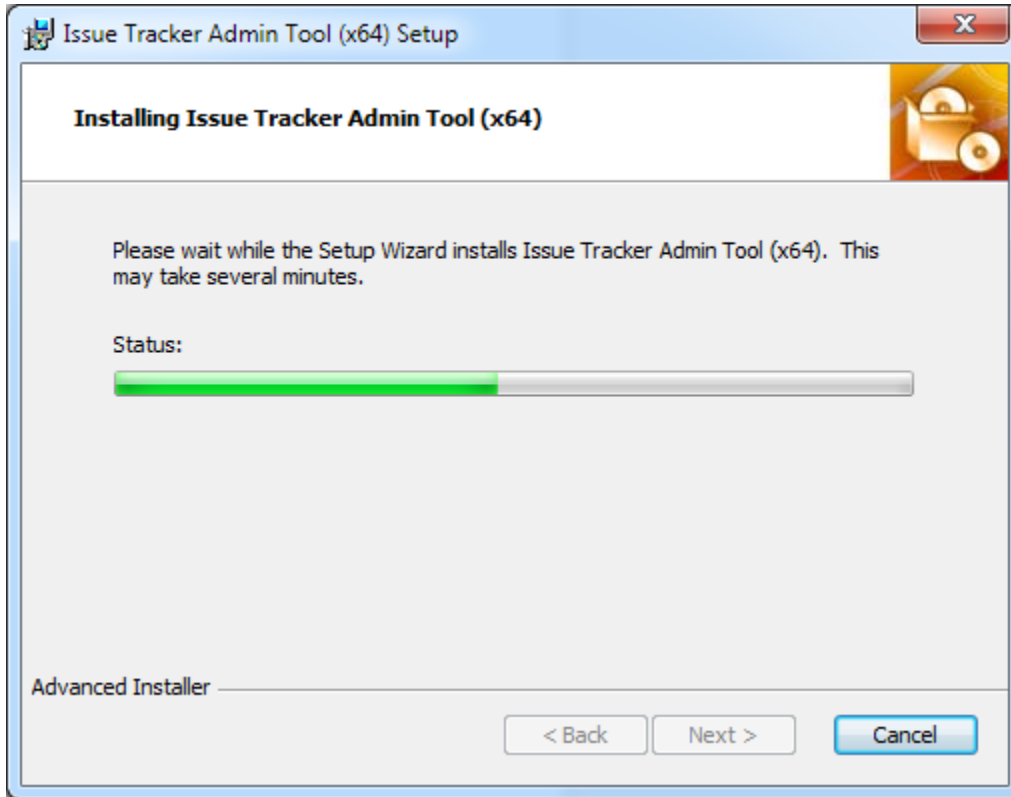 Issue Tracker Admin Tool (x64) Setup
Installing Issue Tracker Admin Tool (x64)
Please wait while the Setup Wizard installs Issue Tracker Admin Tool (x64).  This
may take several minutes.
Status:
Advanced Installer
< Back
Next >
Cancel